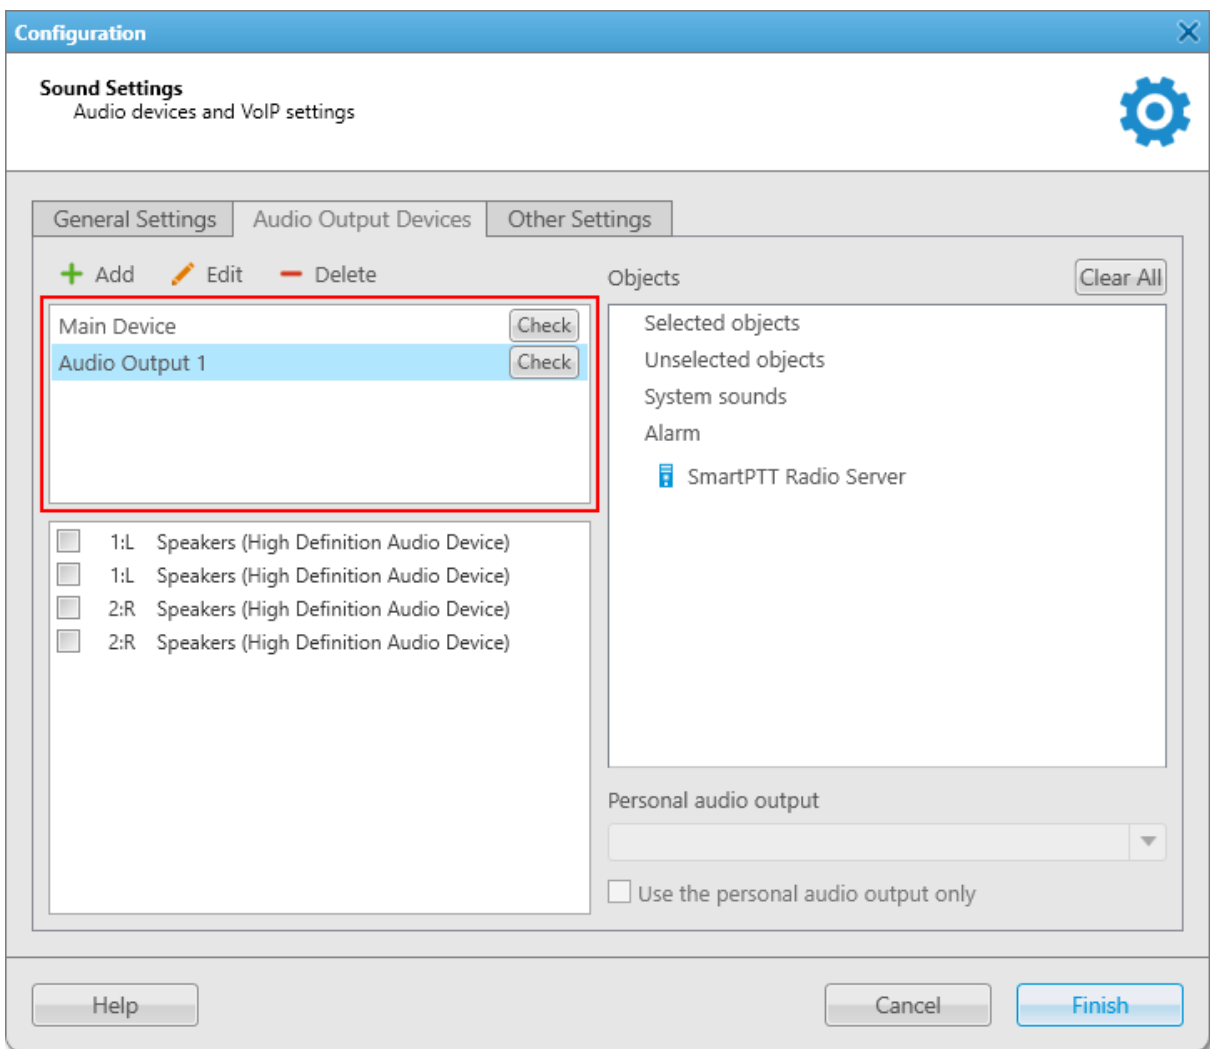 Configuration
Sound Settings
Audio devices and VoIP settings
General Settings Audio Output Devices Other Settings
Add Edit Delete
Objects Clear All
Main Device Check
Audio Output 1 Check
Selected objects
Unselected objects
System sounds
Alarm
SmartPTT Radio Server
1:L Speakers (High Definition Audio Device)
1:L Speakers (High Definition Audio Device)
2:R Speakers (High Definition Audio Device)
2:R Speakers (High Definition Audio Device)
Personal audio output
Use the personal audio output only
Help Cancel Finish